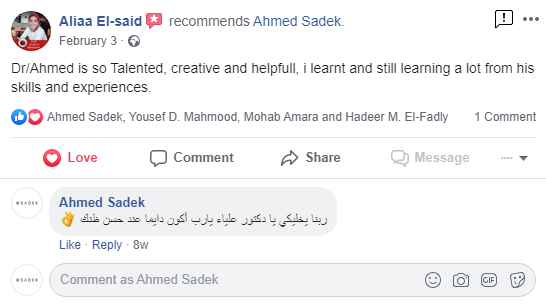 Aliaa El-said recommends Ahmed Sadek.
February 3 ·
Dr/Ahmed is so Talented, creative and helpfull, i learnt and still learning a lot from his
skills and experiences.
Ahmed Sadek, Yousef D. Mahmood, Mohab Amara and Hadeer M. El-Fadly 1 Comment
Love Comment Share Message
SADEK
Ahmed Sadek
ربنا يخليكي يا دكتور علياء يارب أكون دايما عند حسن ظنك 👌
Like · Reply · 8w
SADEK
Comment as Ahmed Sadek GIF